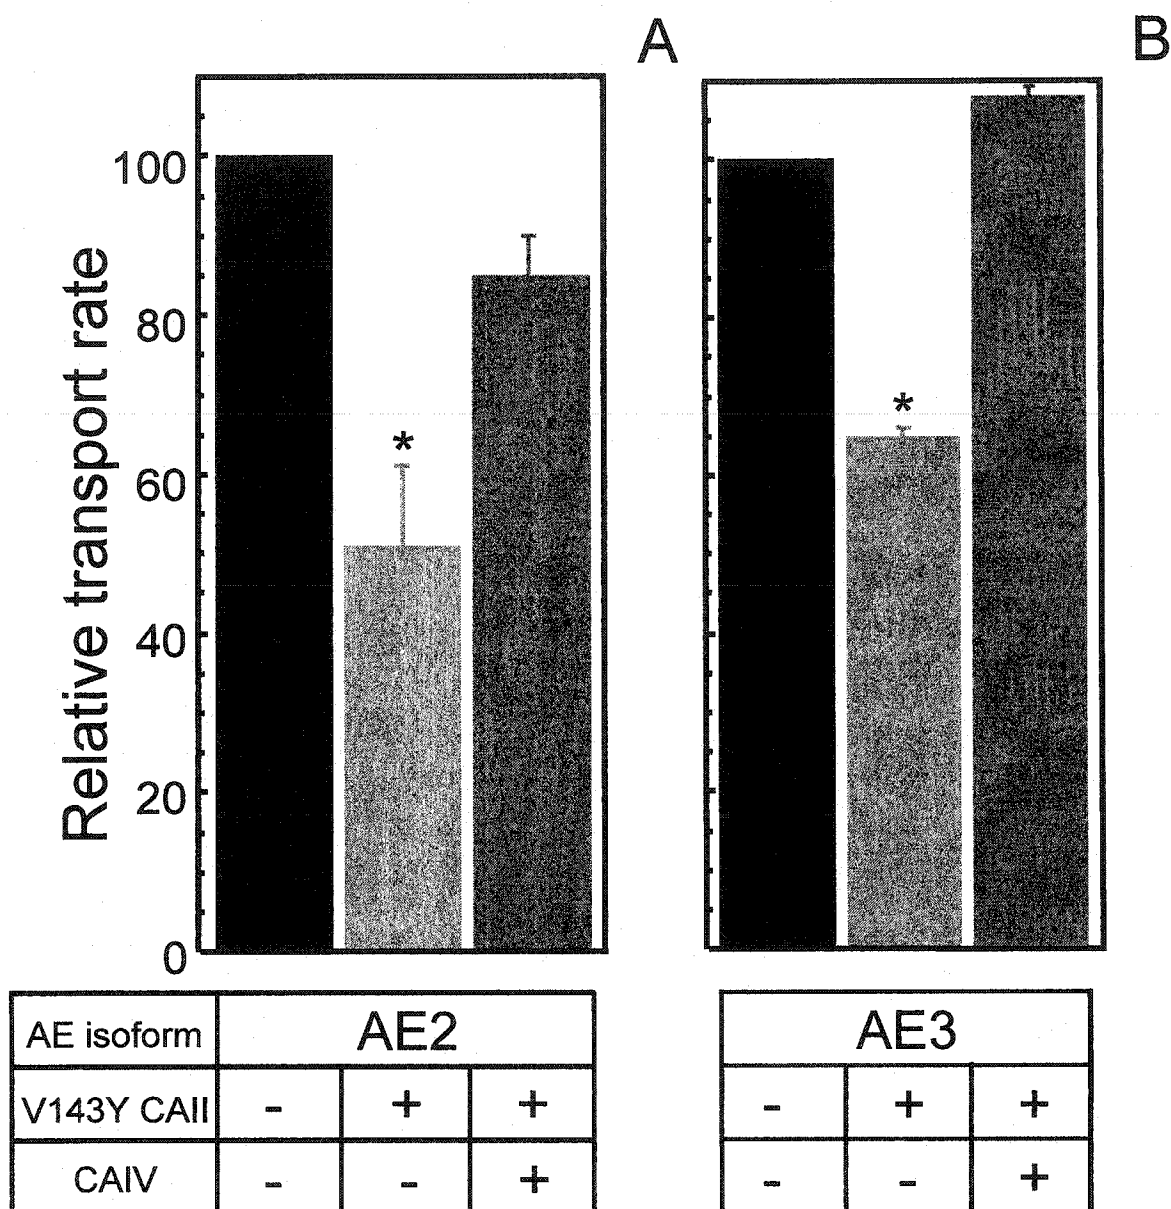 A
B
Relative transport rate
100
80
60
40
20
0
*
*
AE isoform AE2 AE3
V143Y CAII - + + - + +
CAIV - - + - - +